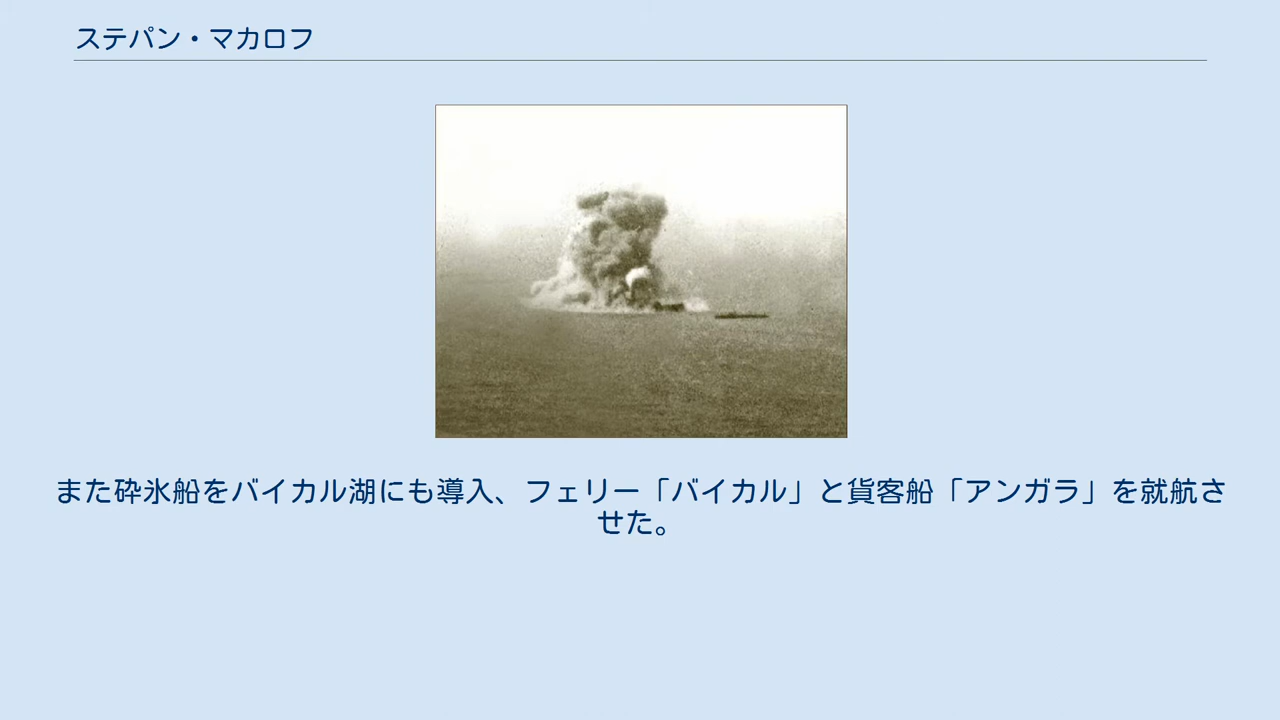 ステパン・マカロフ
また砕氷船をバイカル湖にも導入、フェリー「バイカル」と貨客船「アンガラ」を就航さ
せた。